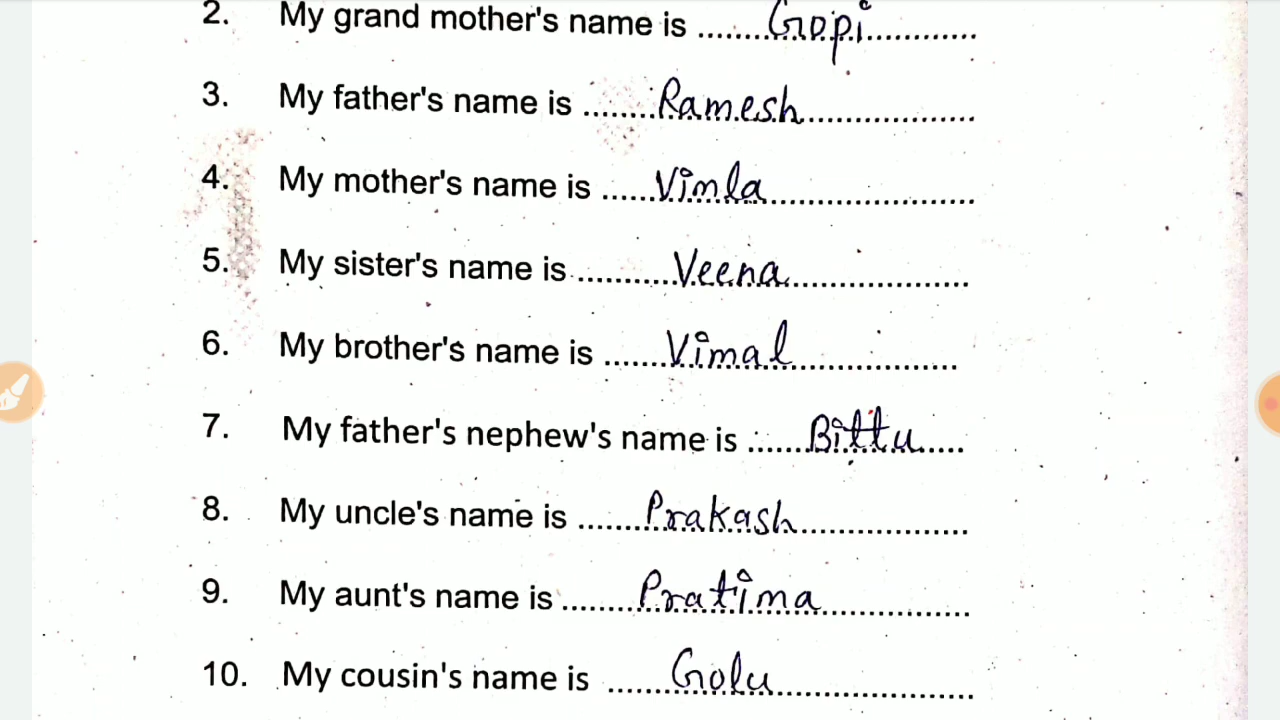 2. My grand mother's name is ........Gopi............
3. My father's name is ........Ramesh..................
4. My mother's name is ......Vimla......................
5. My sister's name is ..........Veena...................
6. My brother's name is .......Vimal..................
7. My father's nephew's name is .......Bittu.....
8. My uncle's name is .......Prakash..................
9. My aunt's name is ........Pratima................
10. My cousin's name is .......Golu.....................